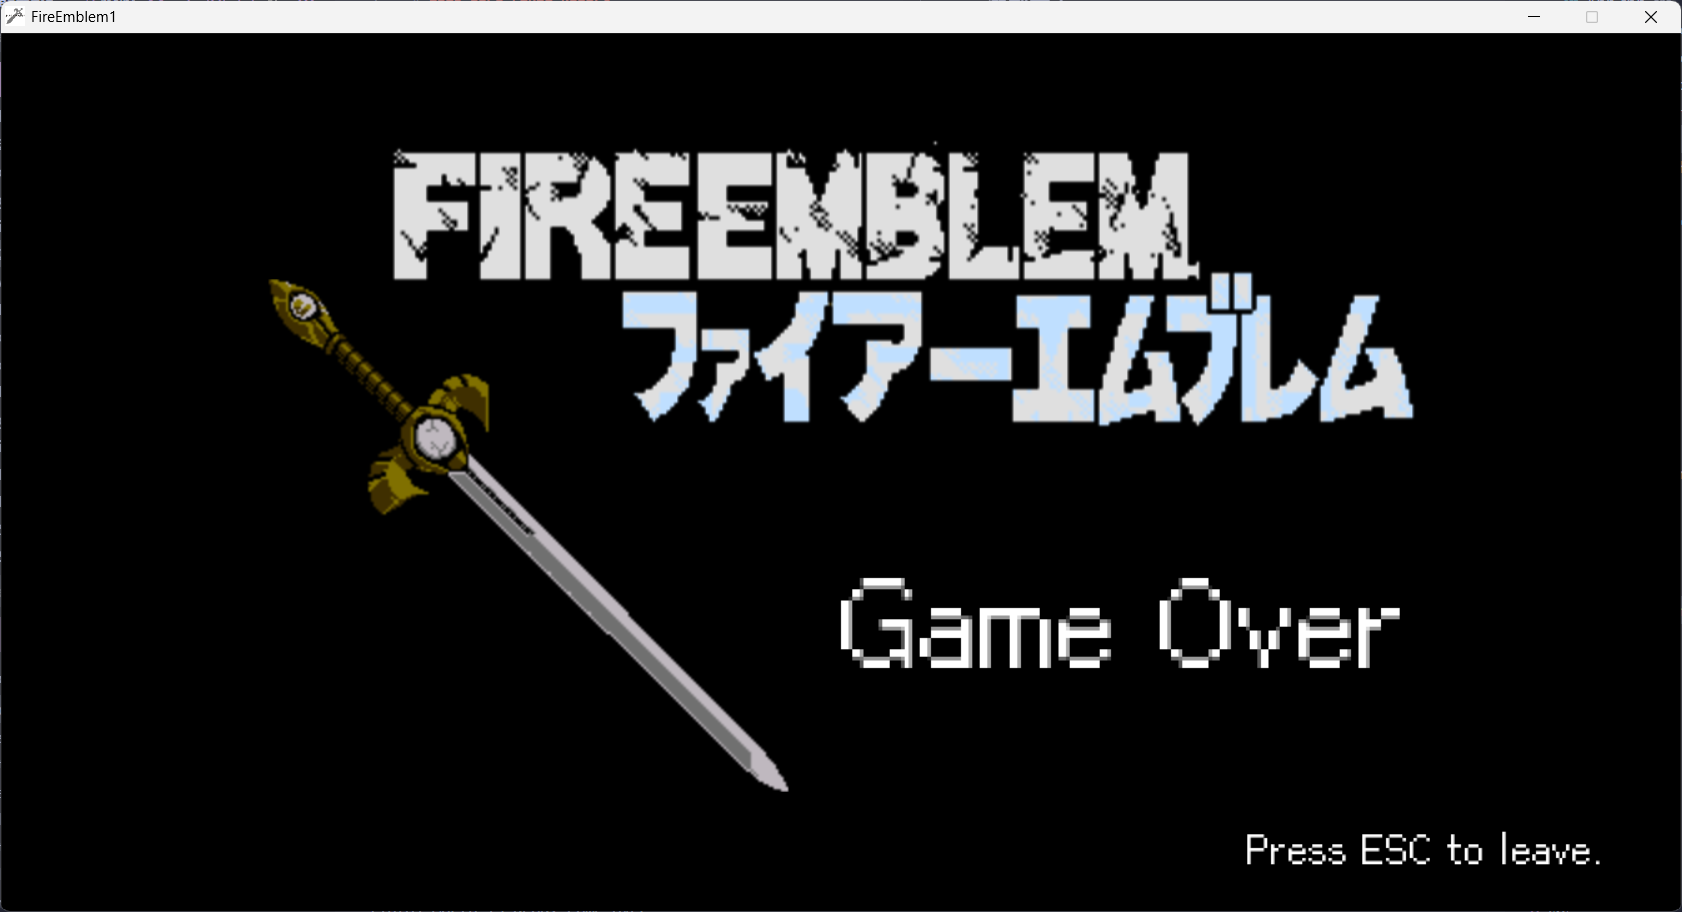 FireEmblem1
FIREEMBLEM
ファイアーエムブレム
Game Over
Press ESC to leave.